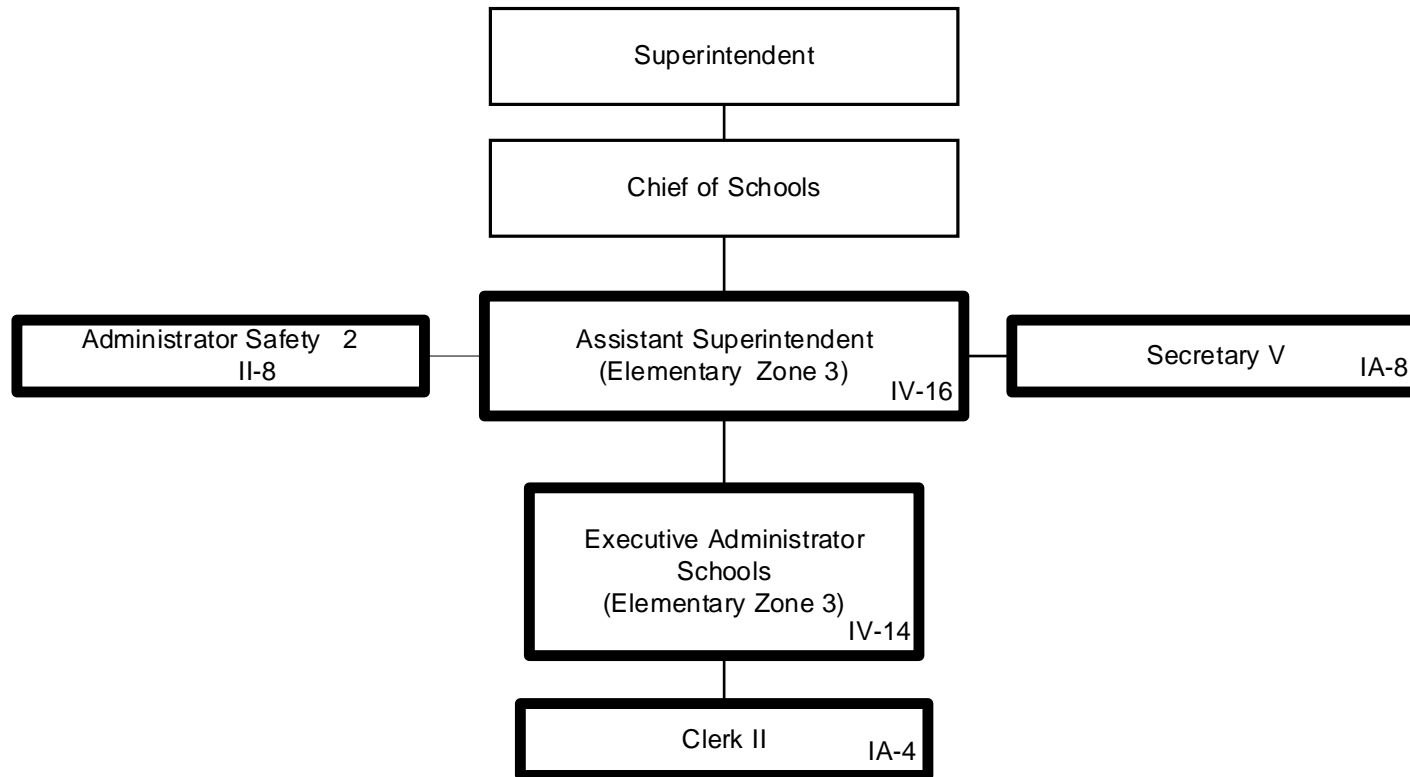 Superintendent
Chief of Schools
Administrator Safety 2
II-8
Assistant Superintendent
(Elementary Zone 3)
IV-16
Secretary V
IA-8
Executive Administrator
Schools
(Elementary Zone 3)
IV-14
Clerk II
IA-4